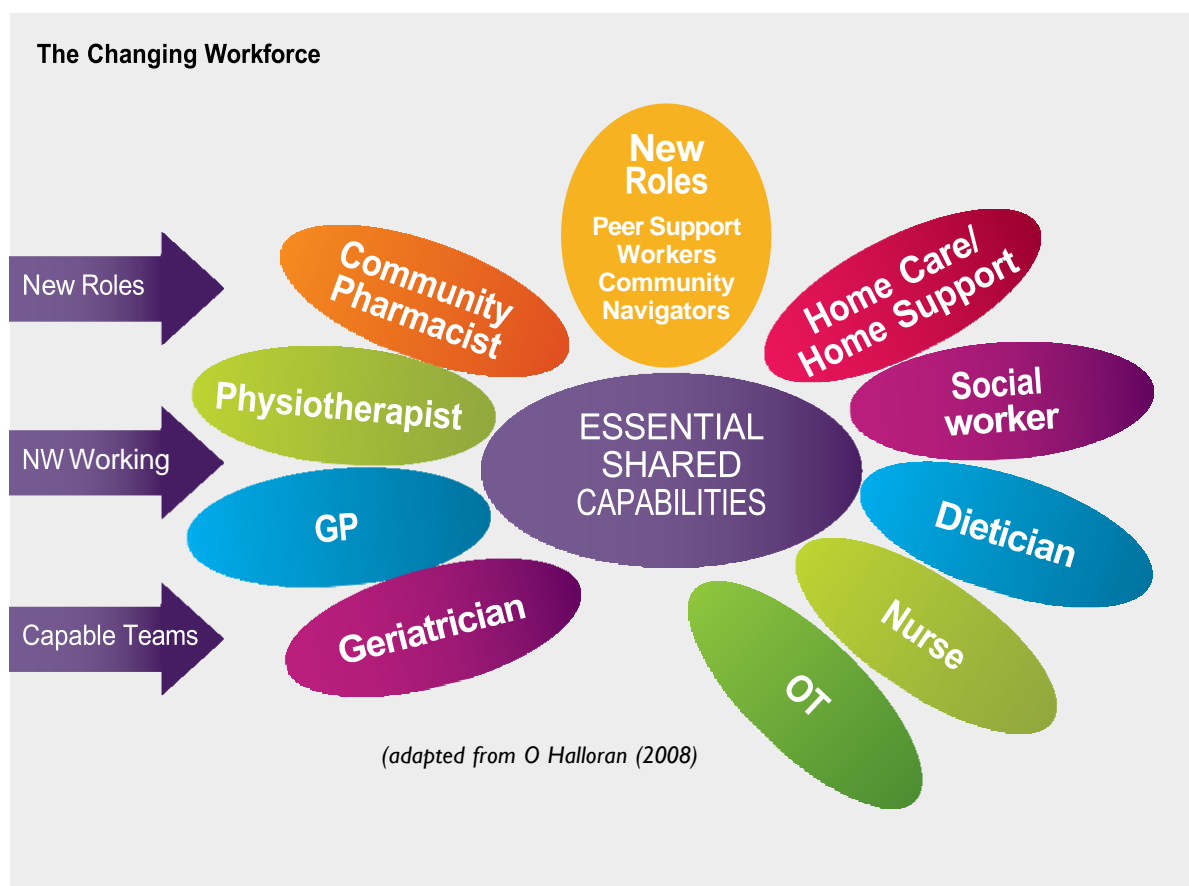 The Changing Workforce
New
Roles
Peer Support
Workers
Community
Navigators
Community
Pharmacist
Home Care/
Home Support
New Roles
Physiotherapist
Social
worker
ESSENTIAL
SHARED
CAPABILITIES
NW Working
GP
Dietician
Geriatrician
Nurse
Capable Teams
OT
(adapted from O Halloran (2008)